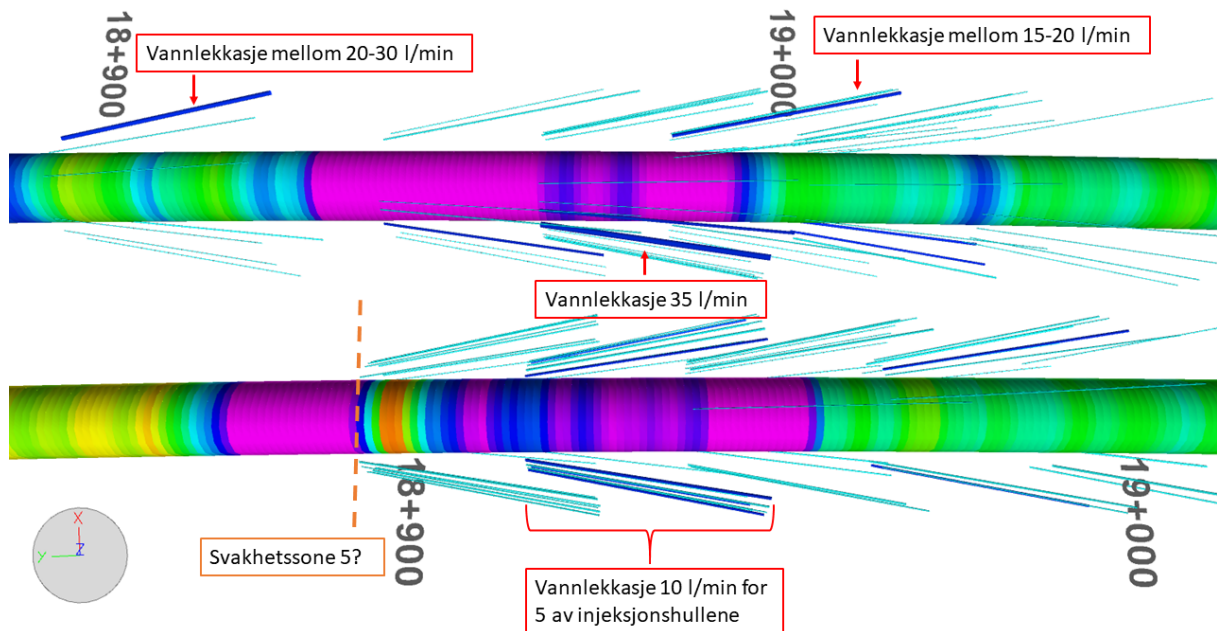 18+900
Vannlekkasje mellom 20-30 l/min
19+000
Vannlekkasje mellom 15-20 l/min
Vannlekkasje 35 l/min
18+900
19+000
X
Y
Z
Svakhetssone 5?
Vannlekkasje 10 l/min for
5 av injeksjonshullene